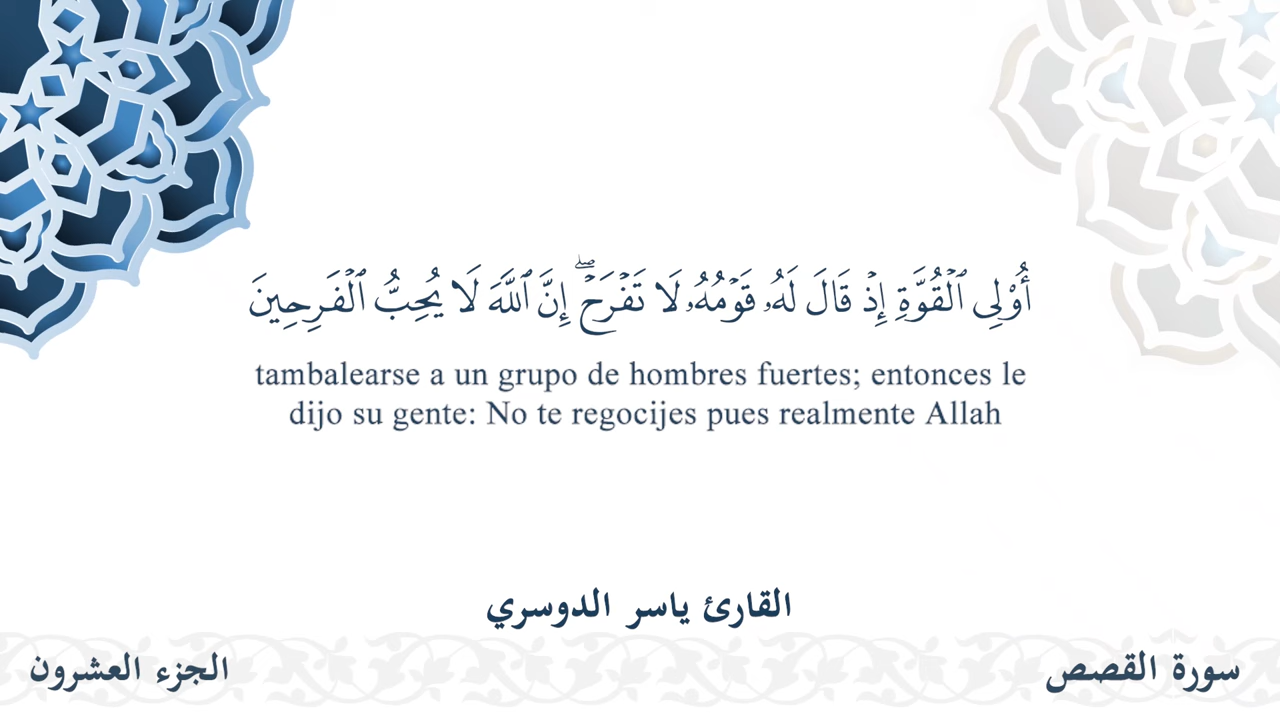 أُوْلِى ٱلْقُوَّةِ إِذْ قَالَ لَهُۥ قَوْمُهُۥ لَا تَفْرَحْ ۖ إِنَّ ٱللَّهَ لَا يُحِبُّ ٱلْفَرِحِينَ
tambalearse a un grupo de hombres fuertes; entonces le
dijo su gente: No te regocijes pues realmente Allah
القارئ ياسر الدوسري
سورة القصص
الجزء العشرون